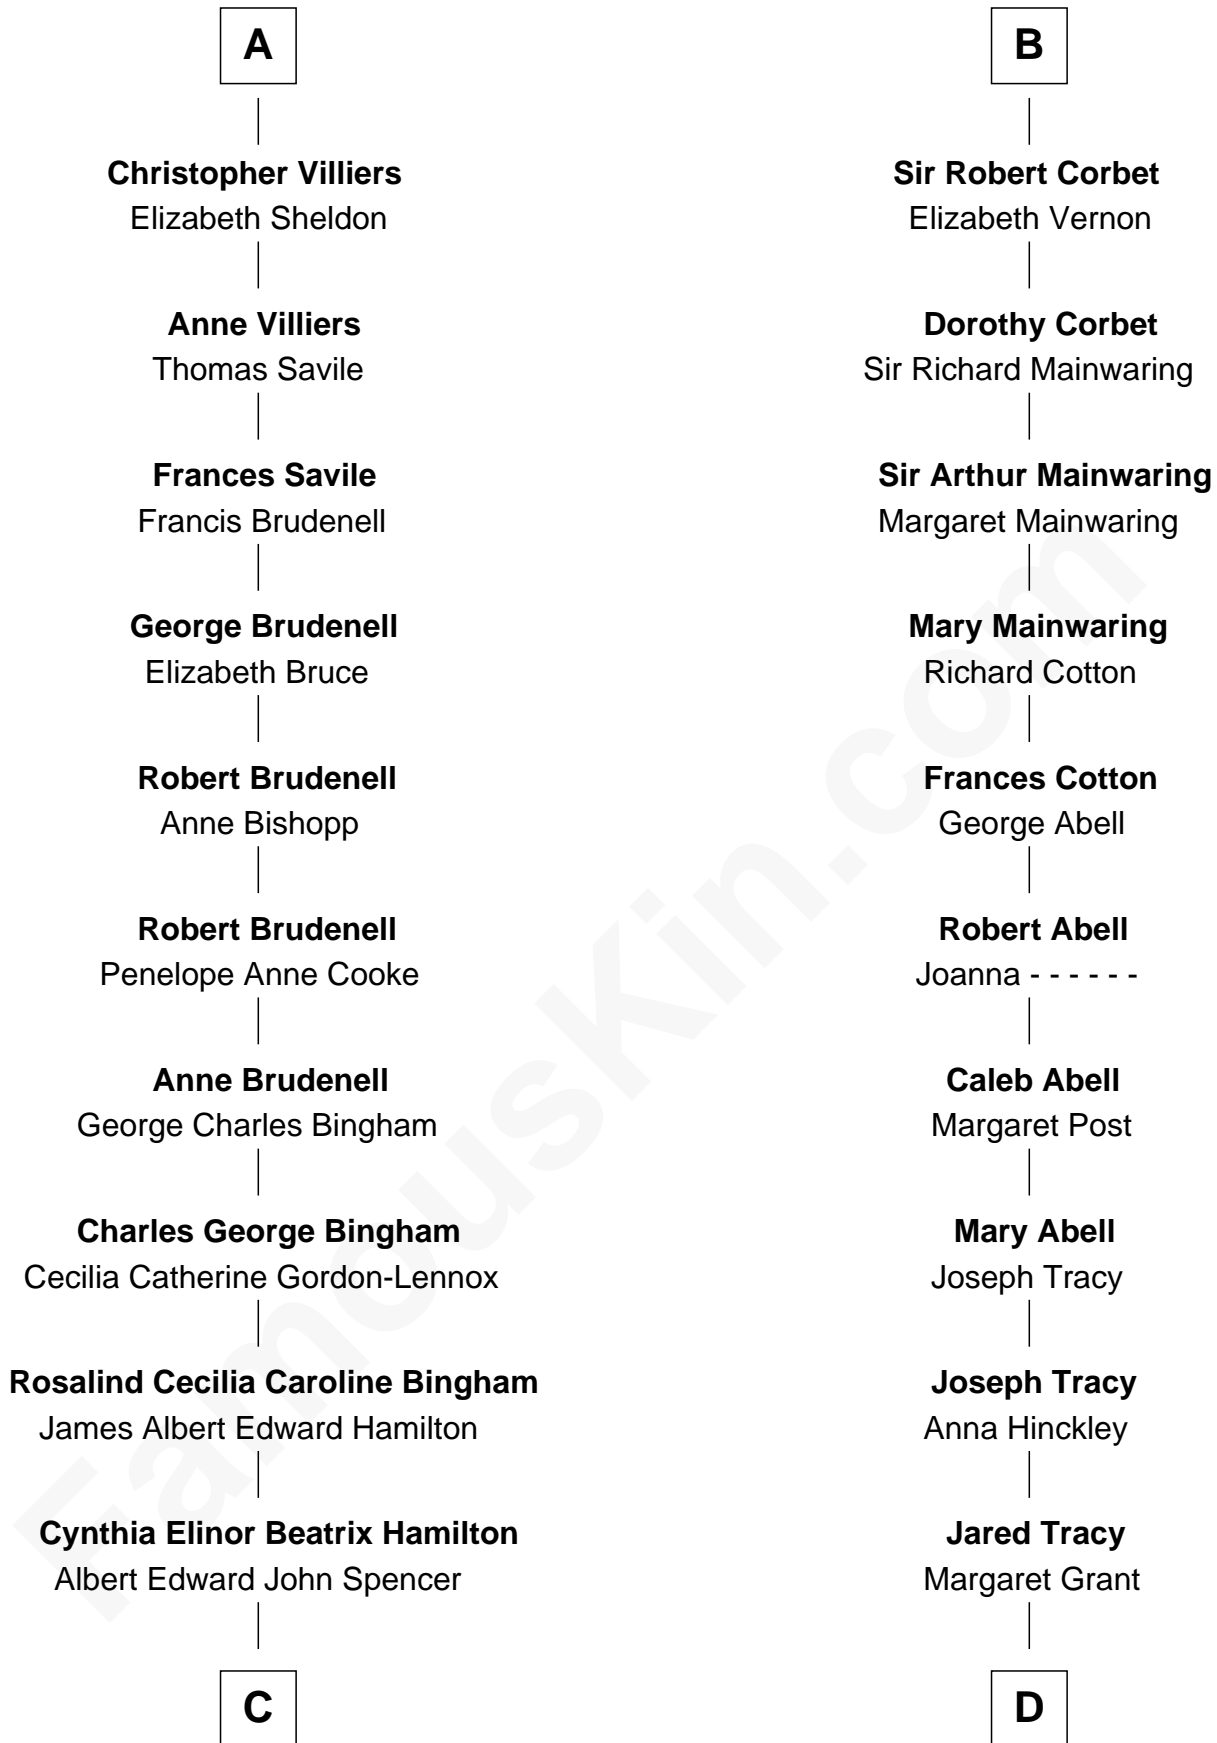 A
Christopher Villiers
Elizabeth Sheldon
Anne Villiers
Thomas Savile
Frances Savile
Francis Brudenell
George Brudenell
Elizabeth Bruce
Robert Brudenell
Anne Bishopp
Robert Brudenell
Penelope Anne Cooke
Anne Brudenell
George Charles Bingham
Charles George Bingham
Cecilia Catherine Gordon-Lennox
Rosalind Cecilia Caroline Bingham
James Albert Edward Hamilton
Cynthia Elinor Beatrix Hamilton
Albert Edward John Spencer
C
B
Sir Robert Corbet
Elizabeth Vernon
Dorothy Corbet
Sir Richard Mainwaring
Sir Arthur Mainwaring
Margaret Mainwaring
Mary Mainwaring
Richard Cotton
Frances Cotton
George Abell
Robert Abell
Joanna - - - - - -
Caleb Abell
Margaret Post
Mary Abell
Joseph Tracy
Joseph Tracy
Anna Hinckley
Jared Tracy
Margaret Grant
D
FamousKin.com